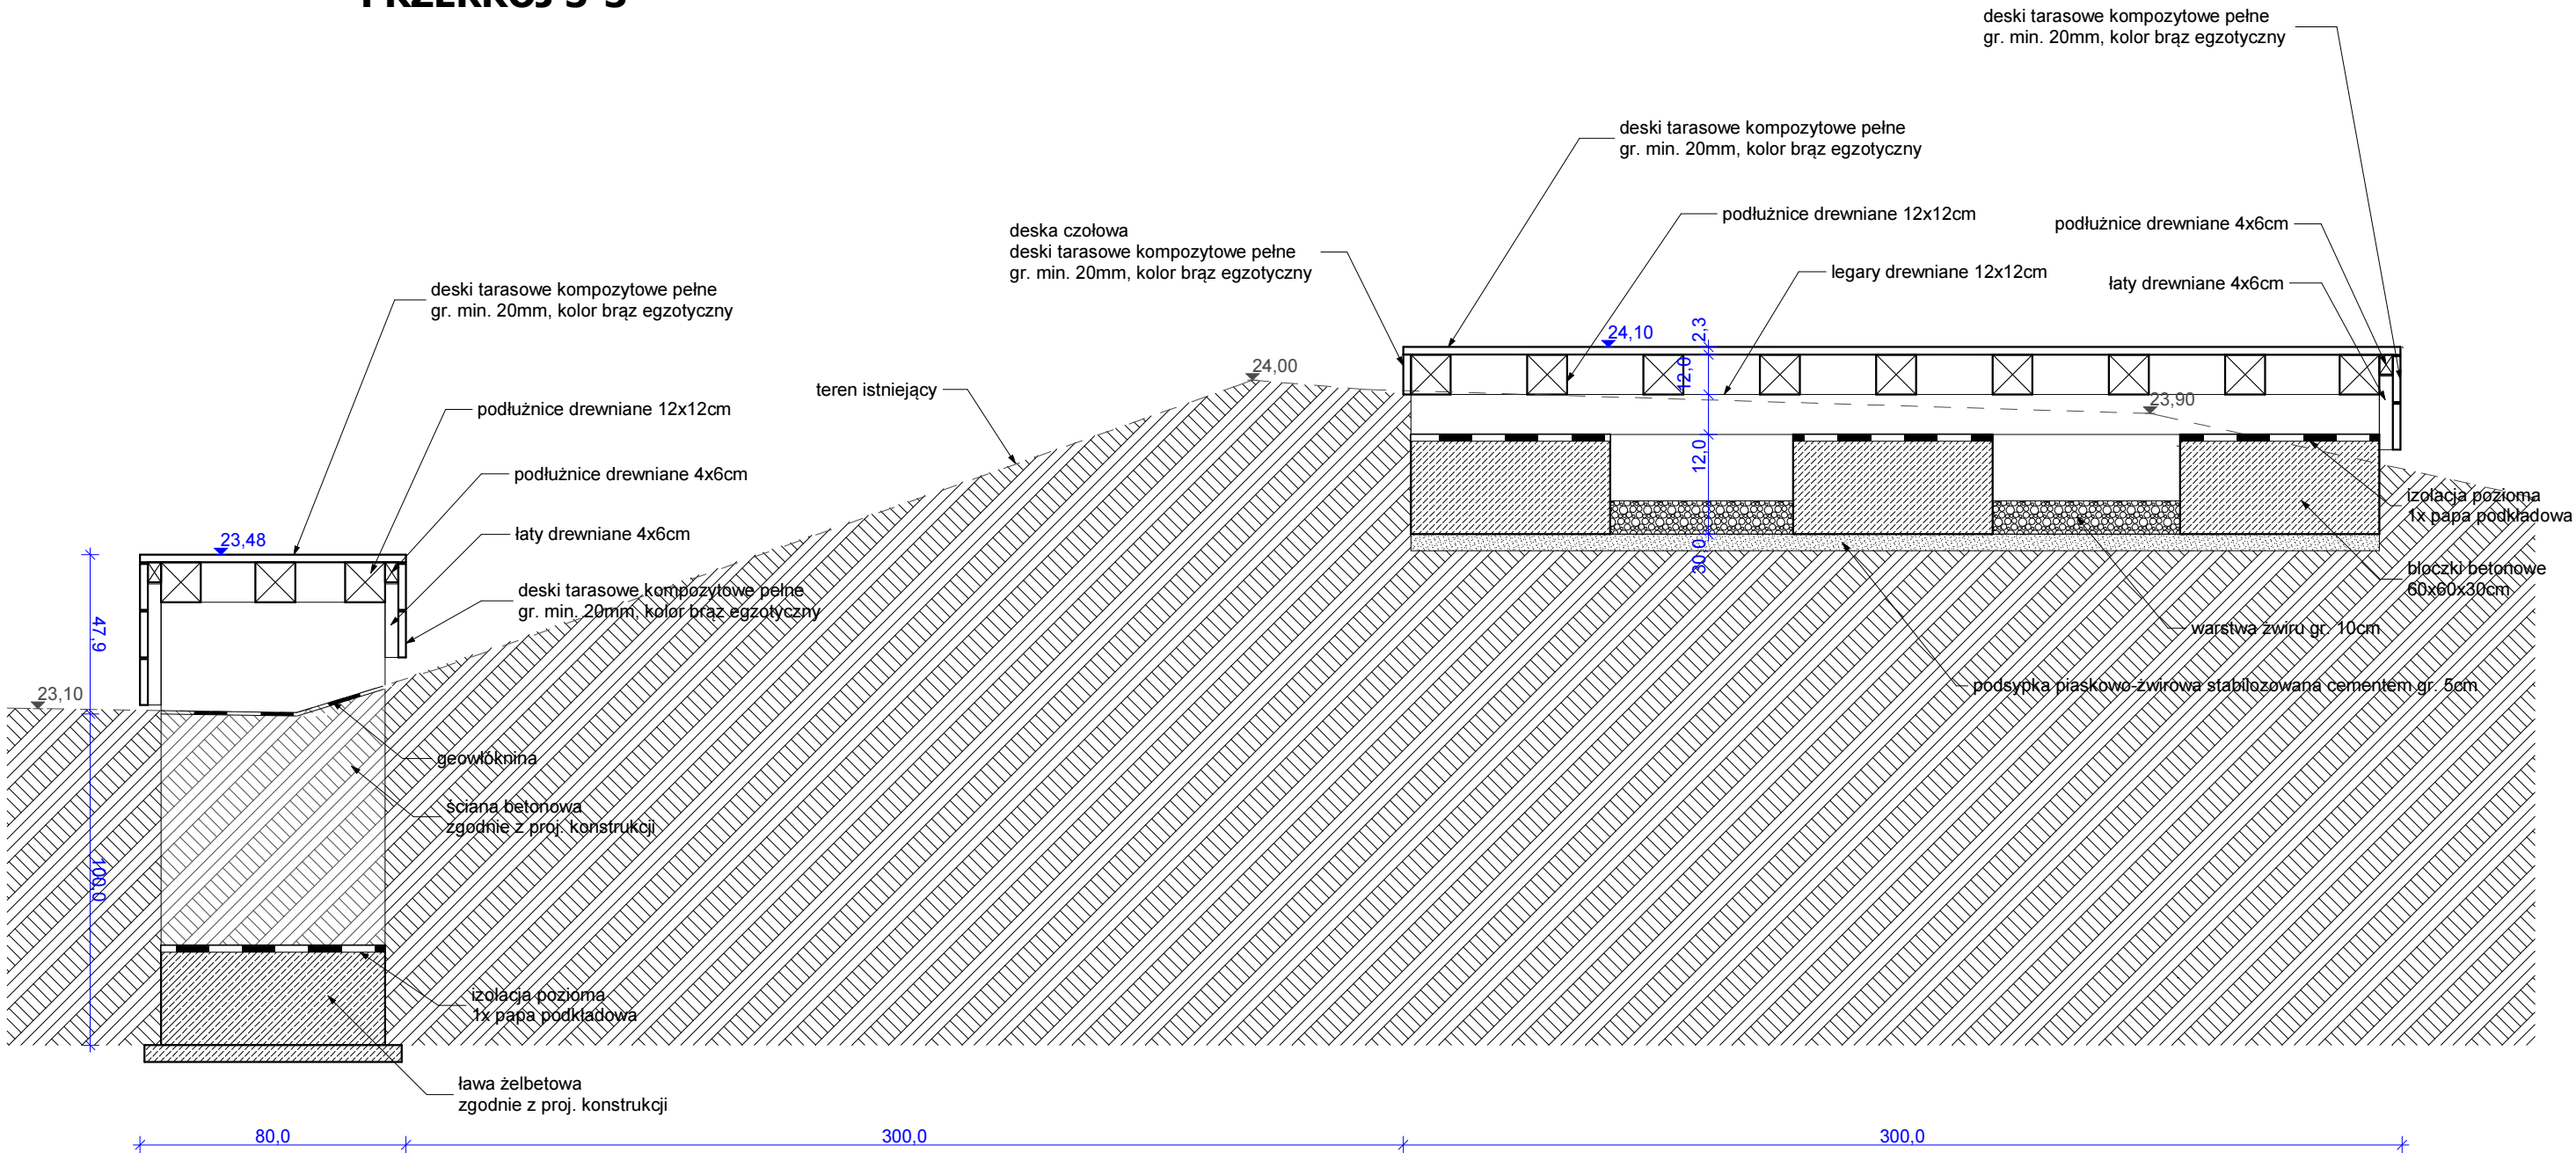 deski tarasowe kompozytowe pełne
gr. min. 20mm, kolor brąz egzotyczny
deski tarasowe kompozytowe pełne
gr. min. 20mm, kolor brąz egzotyczny
podłużnice drewniane 12x12cm
podłużnice drewniane 4x6cm
deska czołowa
deski tarasowe kompozytowe pełne
gr. min. 20mm, kolor brąz egzotyczny
legary drewniane 12x12cm
łaty drewniane 4x6cm
deski tarasowe kompozytowe pełne
gr. min. 20mm, kolor brąz egzotyczny
24,10
2,3
12,0
24,00
teren istniejący
23,90
podłużnice drewniane 12x12cm
12,0
podłużnice drewniane 4x6cm
izolacja pozioma
1x papa podkładowa
23,48
łaty drewniane 4x6cm
30,0
bloczki betonowe
60x60x30cm
deski tarasowe kompozytowe pełne
gr. min. 20mm, kolor brąz egzotyczny
47,9
warstwa żwiru gr. 10cm
23,10
podsypka piaskowo-żwirowa stabilozowana cementem gr. 5cm
geowłóknina
ściana betonowa
zgodnie z proj. konstrukcji
100,0
izolacja pozioma
1x papa podkładowa
ława żelbetowa
zgodnie z proj. konstrukcji
80,0
300,0
300,0